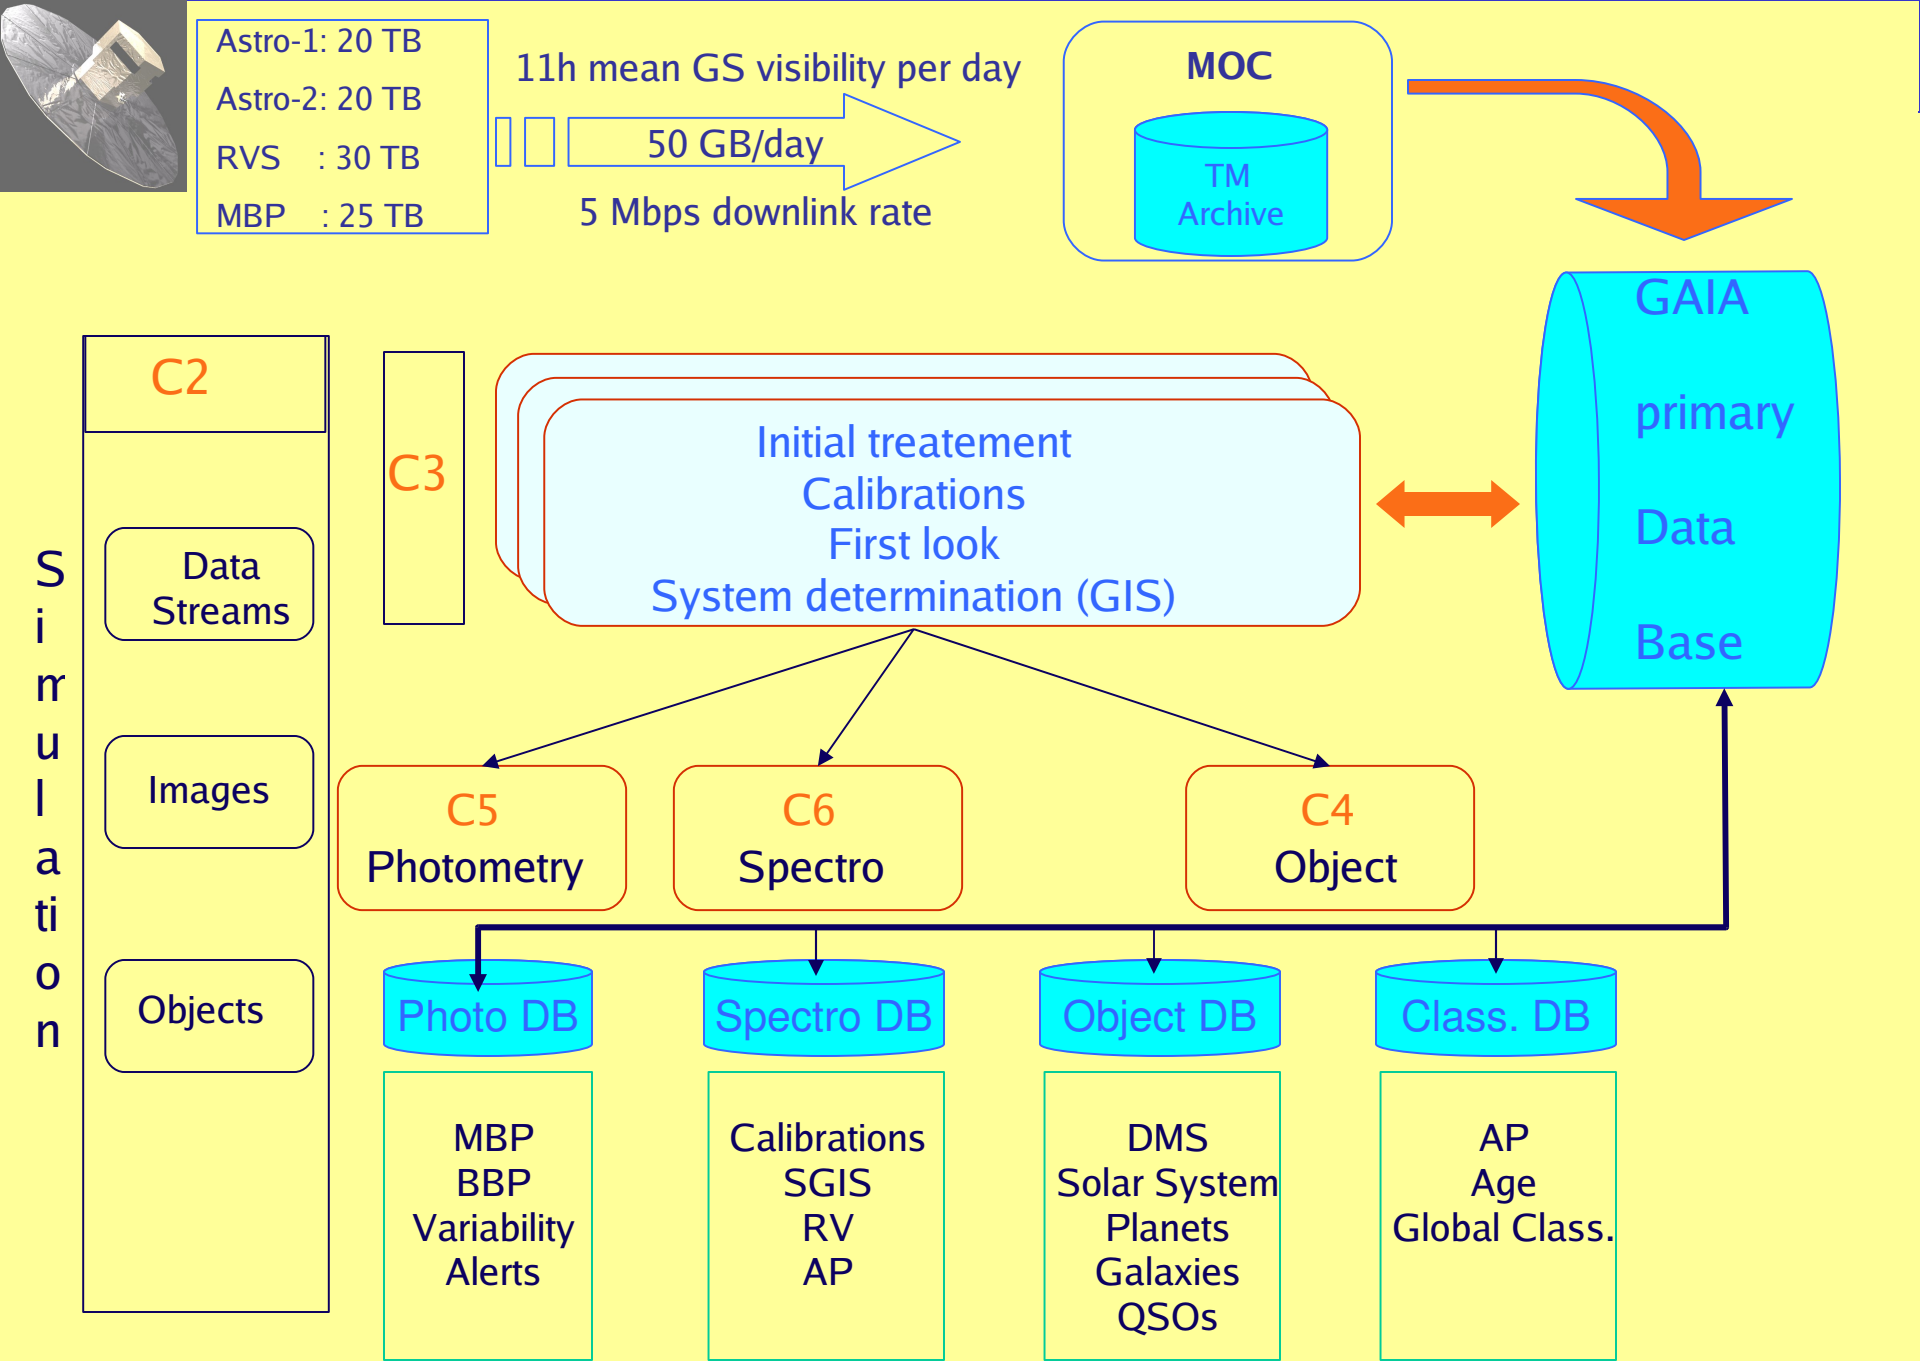 Astro-1: 20 TB
Astro-2: 20 TB
RVS : 30 TB
MBP : 25 TB
11h mean GS visibility per day
50 GB/day
5 Mbps downlink rate
MOC
TM
Archive
GAIA
primary
Data
Base
Simulation
C2
Data
Streams
Images
Objects
C3
Initial treatement
Calibrations
First look
System determination (GIS)
C5
Photometry
C6
Spectro
C4
Object
Photo DB
Spectro DB
Object DB
Class. DB
MBP
BBP
Variability
Alerts
Calibrations
SGIS
RV
AP
DMS
Solar System
Planets
Galaxies
QSOs
AP
Age
Global Class.